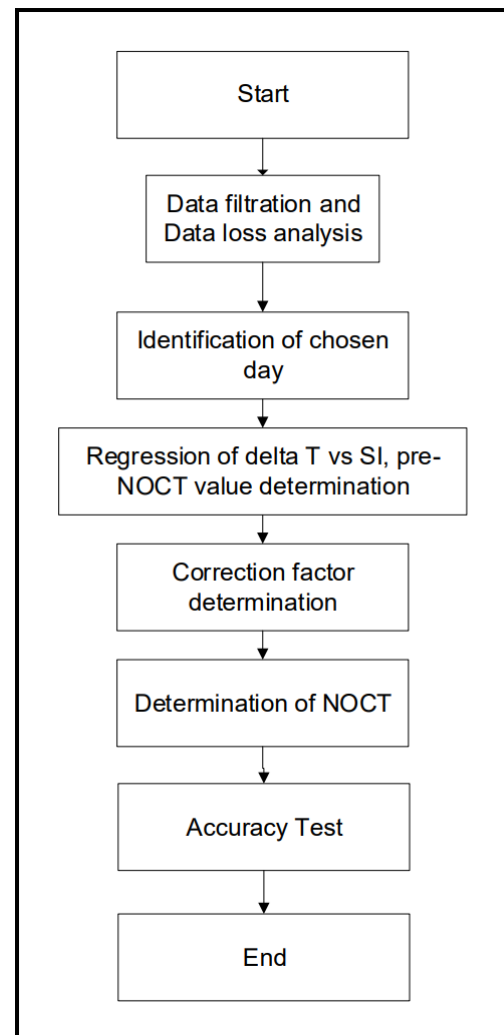 Start
Data filtration and
Data loss analysis
Identification of chosen
day
Regression of delta T vs SI, pre-
NOCT value determination
Correction factor
determination
Determination of NOCT
Accuracy Test
End